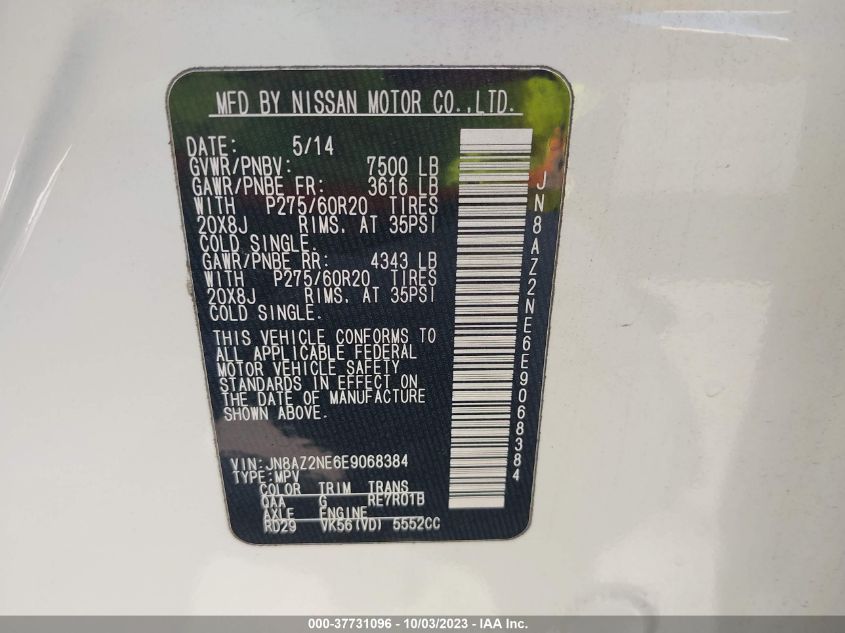 MFD BY NISSAN MOTOR CO.,LTD.
DATE: 5/14
GVWR/PNBV: 7500 LB
GAWR/PNBE FR: 3616 LB
WITH P275/60R20 TIRES
20X8J RIMS, AT 35PSI
COLD SINGLE.
GAWR/PNBE RR: 4343 LB
WITH P275/60R20 TIRES
20X8J RIMS, AT 35PSI
COLD SINGLE.
THIS VEHICLE CONFORMS TO
ALL APPLICABLE FEDERAL
MOTOR VEHICLE SAFETY
STANDARDS IN EFFECT ON
THE DATE OF MANUFACTURE
SHOWN ABOVE.
VIN:JN8AZ2NE6E9068384
TYPE:MPV
COLOR TRIM TRANS
QAA G RE7R01B
AXLE ENGINE
RD29 VK56(VD) 5552CC
JN8AZ2NE6E9068384
000-37731096 - 10/03/2023 - IAA Inc.